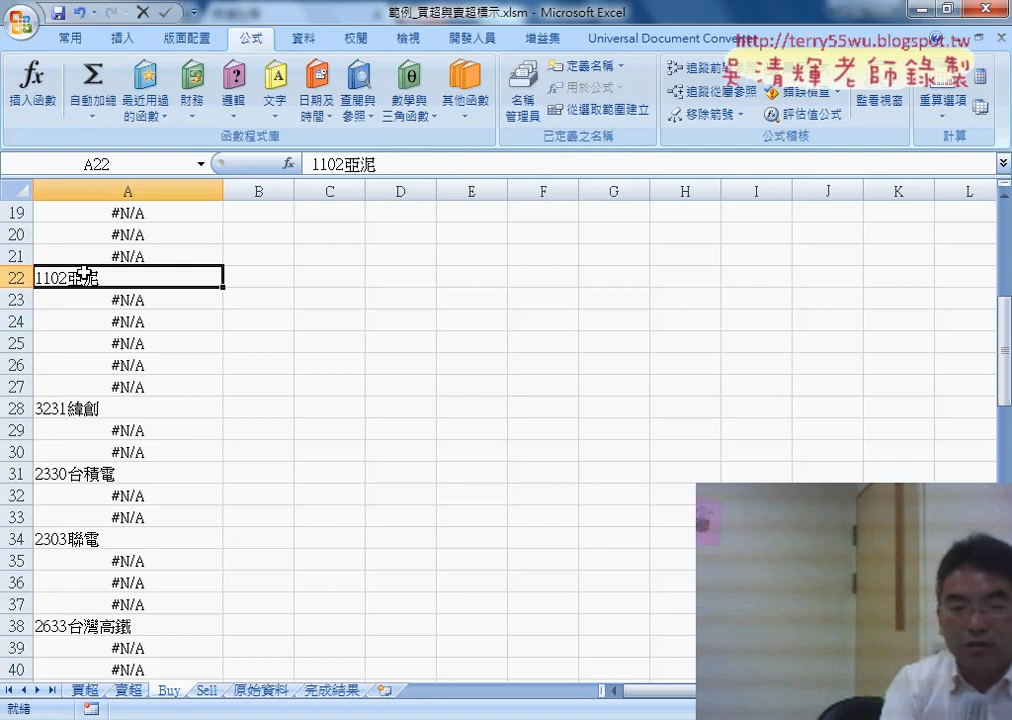 範例_買超與賣超標示.xlsm - Microsoft Excel
常用 插入 版面配置 公式 資料 校閱 檢視 開發人員 增益集 Universal Document Conve
http://terry55wu.blogspot.tw
吳清輝老師錄製
插入函數 自動加總 最近用過的函數 財務 邏輯 文字 日期及時間 查閱與參照 數學與三角函數 其他函數
函數程式庫
名稱管理員 定義名稱 用於公式 從選取範圍建立
已定義之名稱
追蹤前
追蹤從屬參照 錯誤檢查
移除箭號 評估值公式
公式稽核
監看視窗 重算選項
計算
A22 fx 1102亞泥
A B C D E F G H I J K L
19 #N/A
20 #N/A
21 #N/A
22 1102亞泥
23 #N/A
24 #N/A
25 #N/A
26 #N/A
27 #N/A
28 3231緯創
29 #N/A
30 #N/A
31 2330台積電
32 #N/A
33 #N/A
34 2303聯電
35 #N/A
36 #N/A
37 #N/A
38 2633台灣高鐵
39 #N/A
40 #N/A
買超 賣超 Buy Sell 原始資料 完成結果
就緒